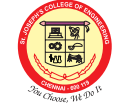 St. JOSEPH'S COLLEGE OF ENGINEERING
CHENNAI - 600 119
You Choose, We Do It